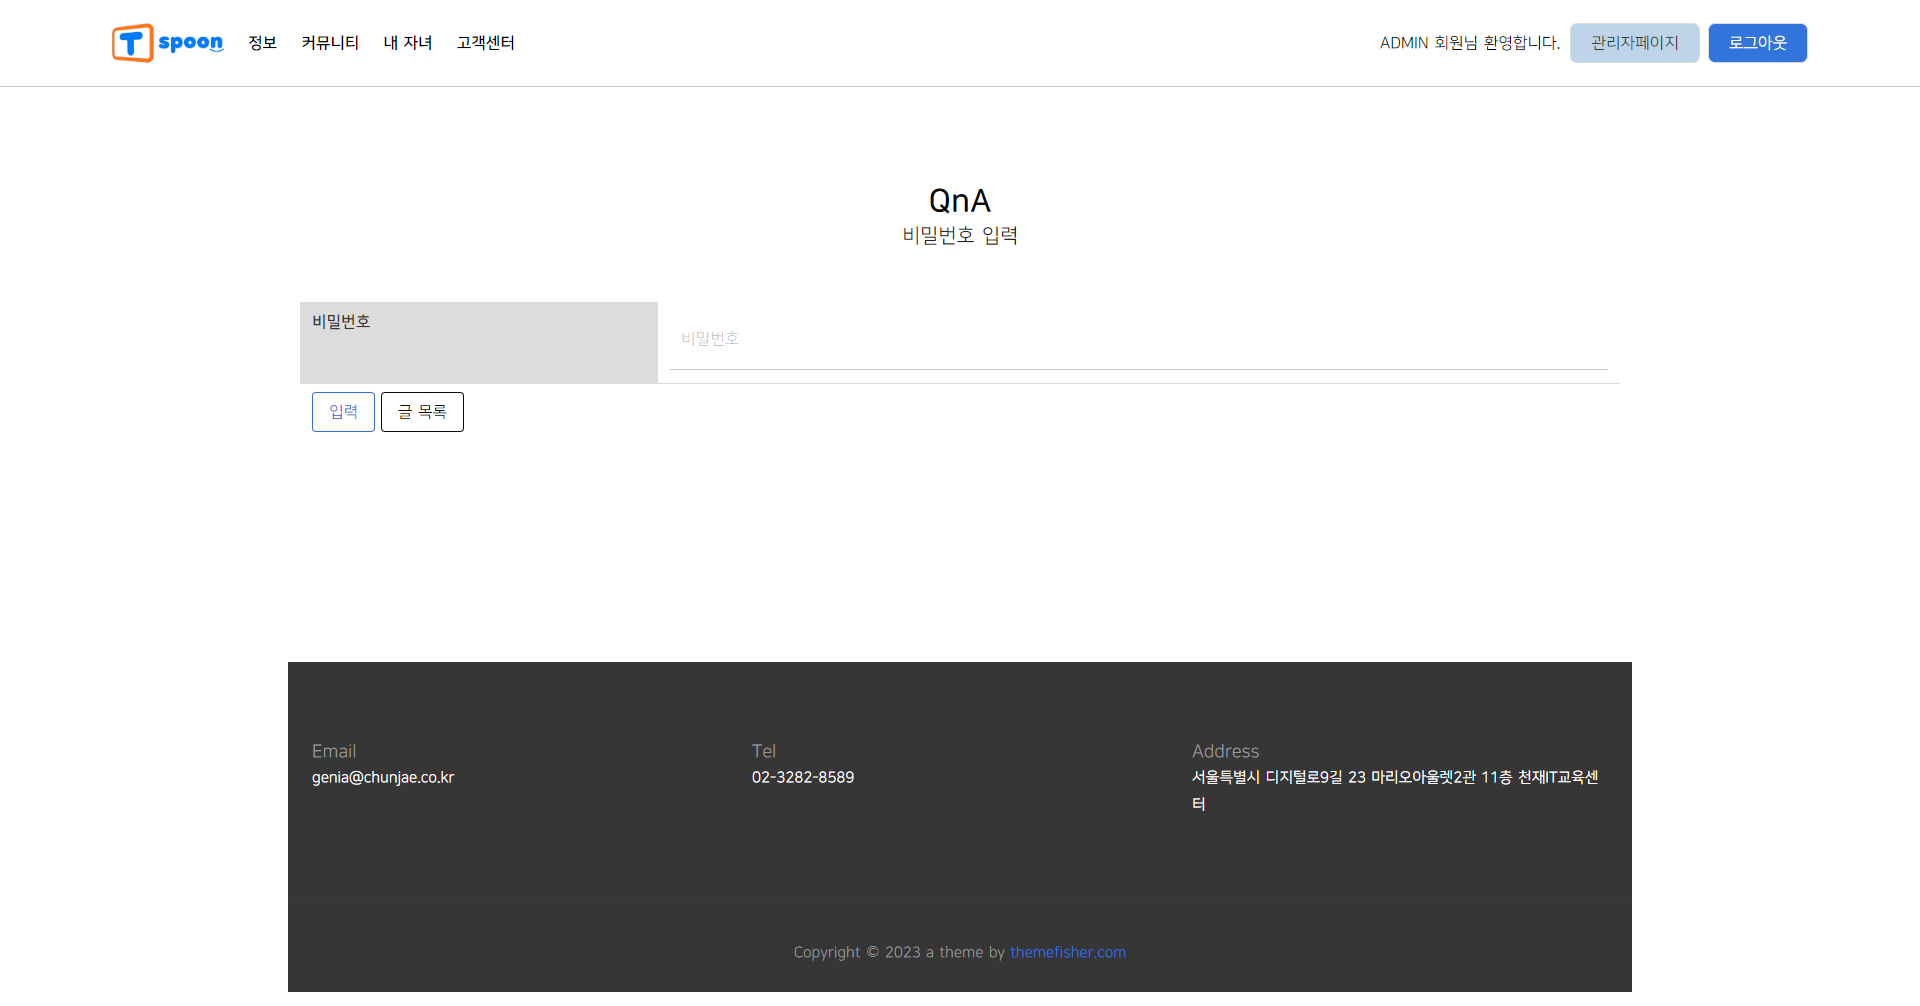 T spoon 정보 커뮤니티 내 자녀 고객센터 ADMIN 회원님 환영합니다. 관리자페이지 로그아웃
QnA
비밀번호 입력
비밀번호 비밀번호
입력 글 목록
Email
genia@chunjae.co.kr
Tel
02-3282-8589
Address
서울특별시 디지털로9길 23 마리오아울렛2관 11층 천재IT교육센
터
Copyright © 2023 a theme by themefisher.com